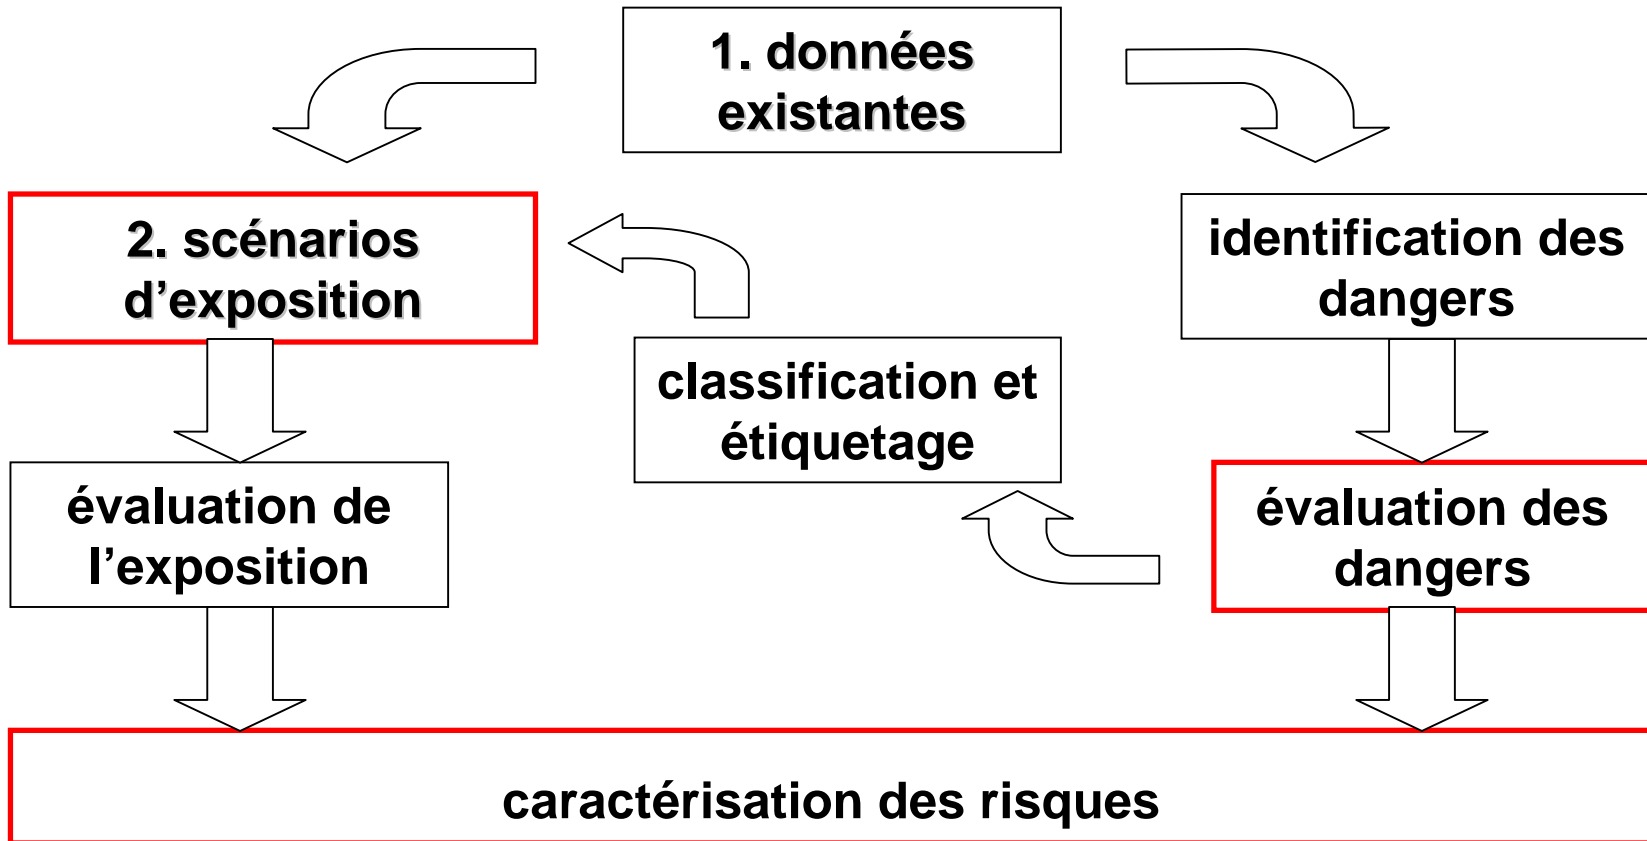 1. données
existantes
2. scénarios
d’exposition
identification des
dangers
classification et
étiquetage
évaluation de
l’exposition
évaluation des
dangers
caractérisation des risques